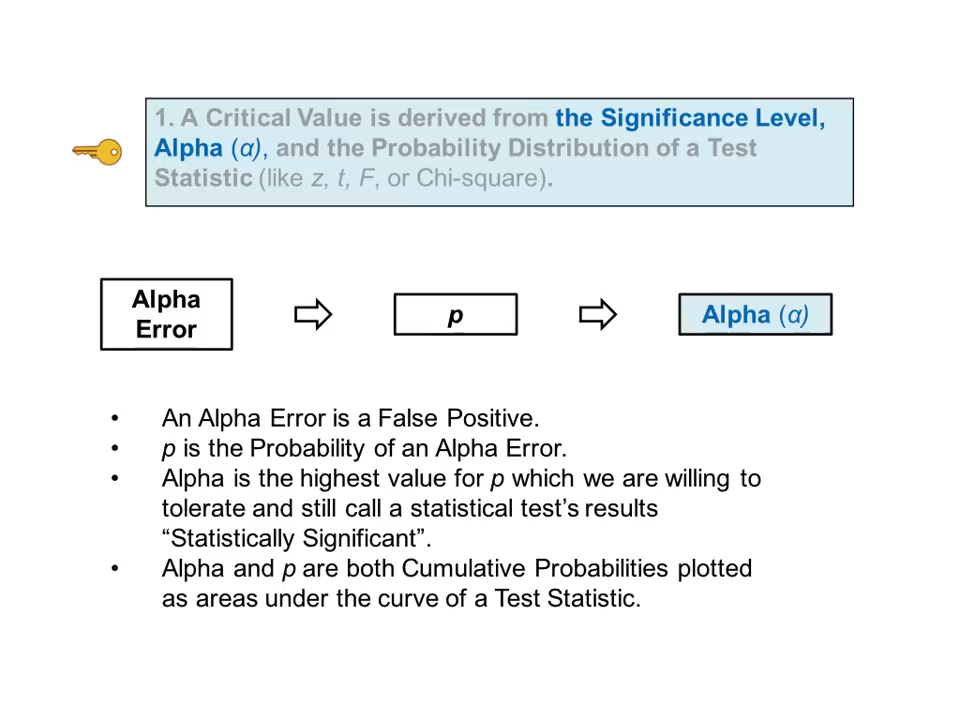 1. A Critical Value is derived from the Significance Level,
Alpha (α), and the Probability Distribution of a Test
Statistic (like z, t, F, or Chi-square).
Alpha
Error
p
Alpha (α)
• An Alpha Error is a False Positive.
• p is the Probability of an Alpha Error.
• Alpha is the highest value for p which we are willing to
tolerate and still call a statistical test’s results
“Statistically Significant”.
• Alpha and p are both Cumulative Probabilities plotted
as areas under the curve of a Test Statistic.